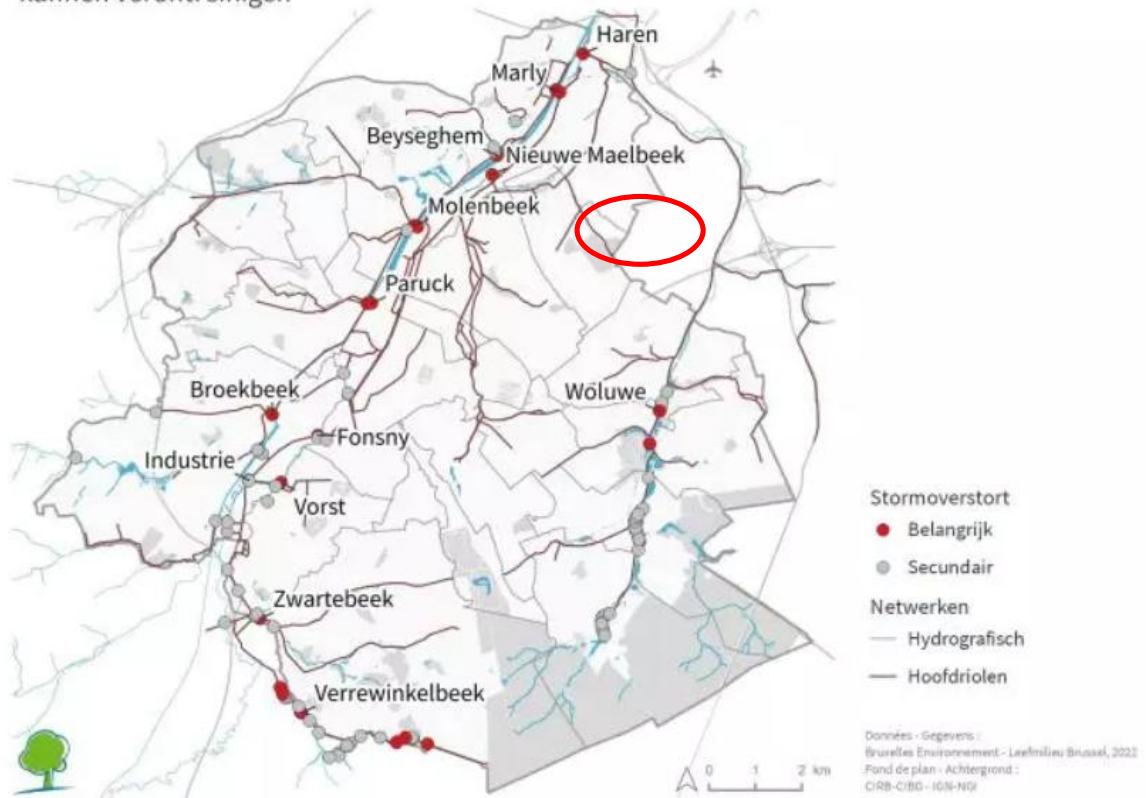 kunnen verontreinigen
Haren
Marly
Beyseghem
Nieuwe Maelbeek
Molenbeek
Paruck
Broekbeek
Woluwe
Fonsny
Industrie
Vorst
Zwartebeek
Verrewinkelbeek
Stormoverstort
Belangrijk
Secundair
Netwerken
Hydrografisch
Hoofdriolen
Données - Gegevens :
Bruxelles Environnement - Leefmilieu Brussel, 2022
Fond de plan - Achtergrond :
CIRB-CIBG - IGN-NGI
0 1 2 km